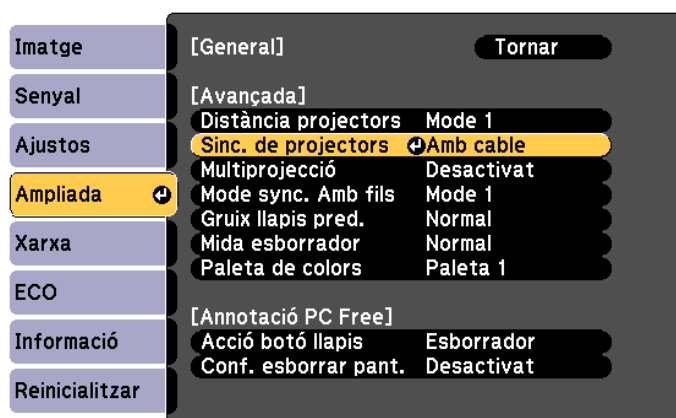 Imatge
Senyal
Ajustos
Ampliada
Xarxa
ECO
Informació
Reinicialitzar
[General] Tornar
[Avançada]
Distància projectors Mode 1
Sinc. de projectors Amb cable
Multiprojecció Desactivat
Mode sync. Amb fils Mode 1
Gruix llapis pred. Normal
Mida esborrador Normal
Paleta de colors Paleta 1
[Annotació PC Free]
Acció botó llapis Esborrador
Conf. esborrar pant. Desactivat